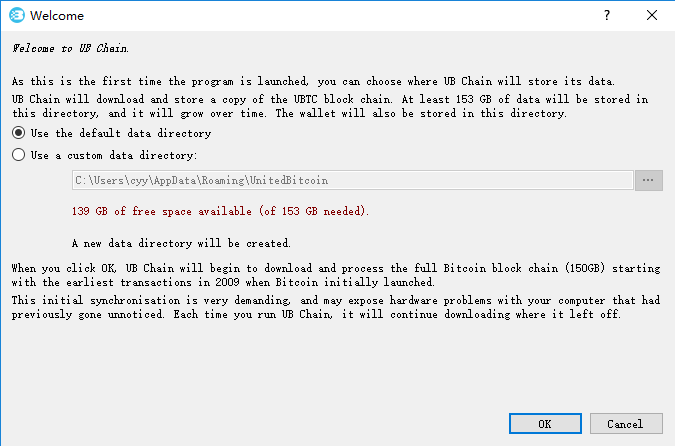 Welcome
Welcome to UB Chain.
As this is the first time the program is launched, you can choose where UB Chain will store its data.
UB Chain will download and store a copy of the UBTC block chain. At least 153 GB of data will be stored in
this directory, and it will grow over time. The wallet will also be stored in this directory.
Use the default data directory
Use a custom data directory:
C:\Users\cyy\AppData\Roaming\UnitedBitcoin
...
139 GB of free space available (of 153 GB needed).
A new data directory will be created.
When you click OK, UB Chain will begin to download and process the full Bitcoin block chain (150GB) starting
with the earliest transactions in 2009 when Bitcoin initially launched.
This initial synchronisation is very demanding, and may expose hardware problems with your computer that had
previously gone unnoticed. Each time you run UB Chain, it will continue downloading where it left off.
OK
Cancel